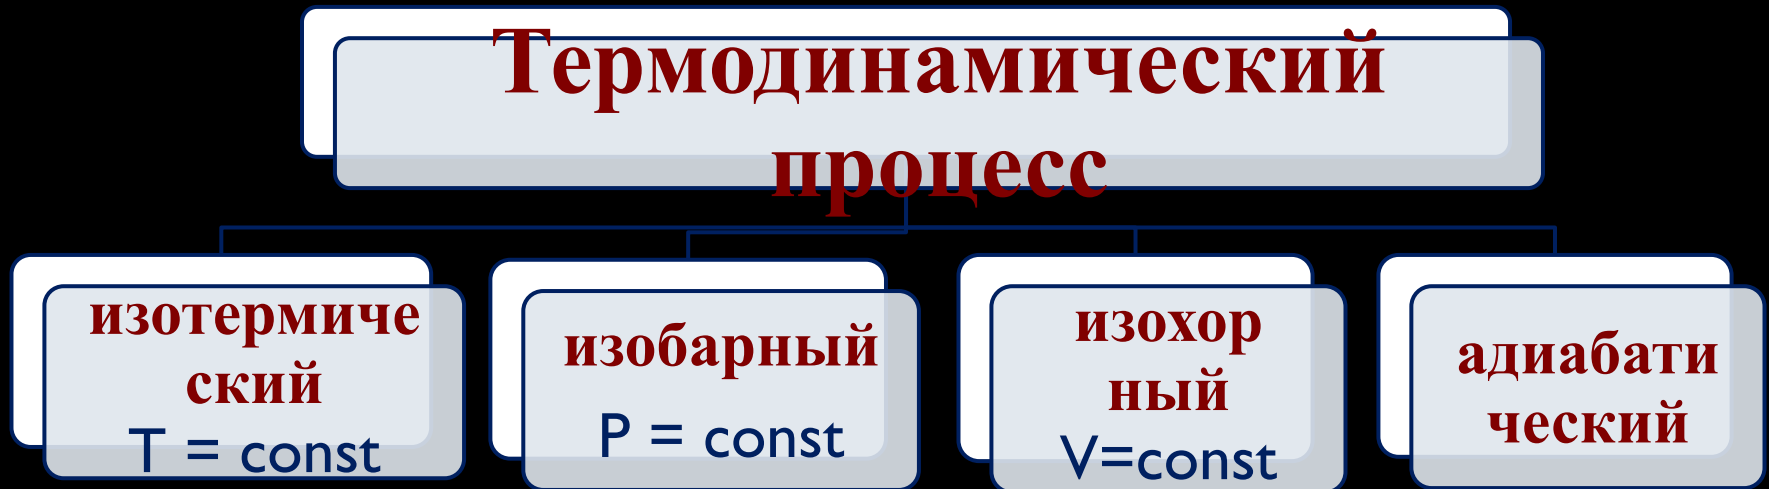 Термодинамический
процесс
изотермиче
ский
T = const
изобарный
P = const
изохор
ный
V=const
адиабати
ческий